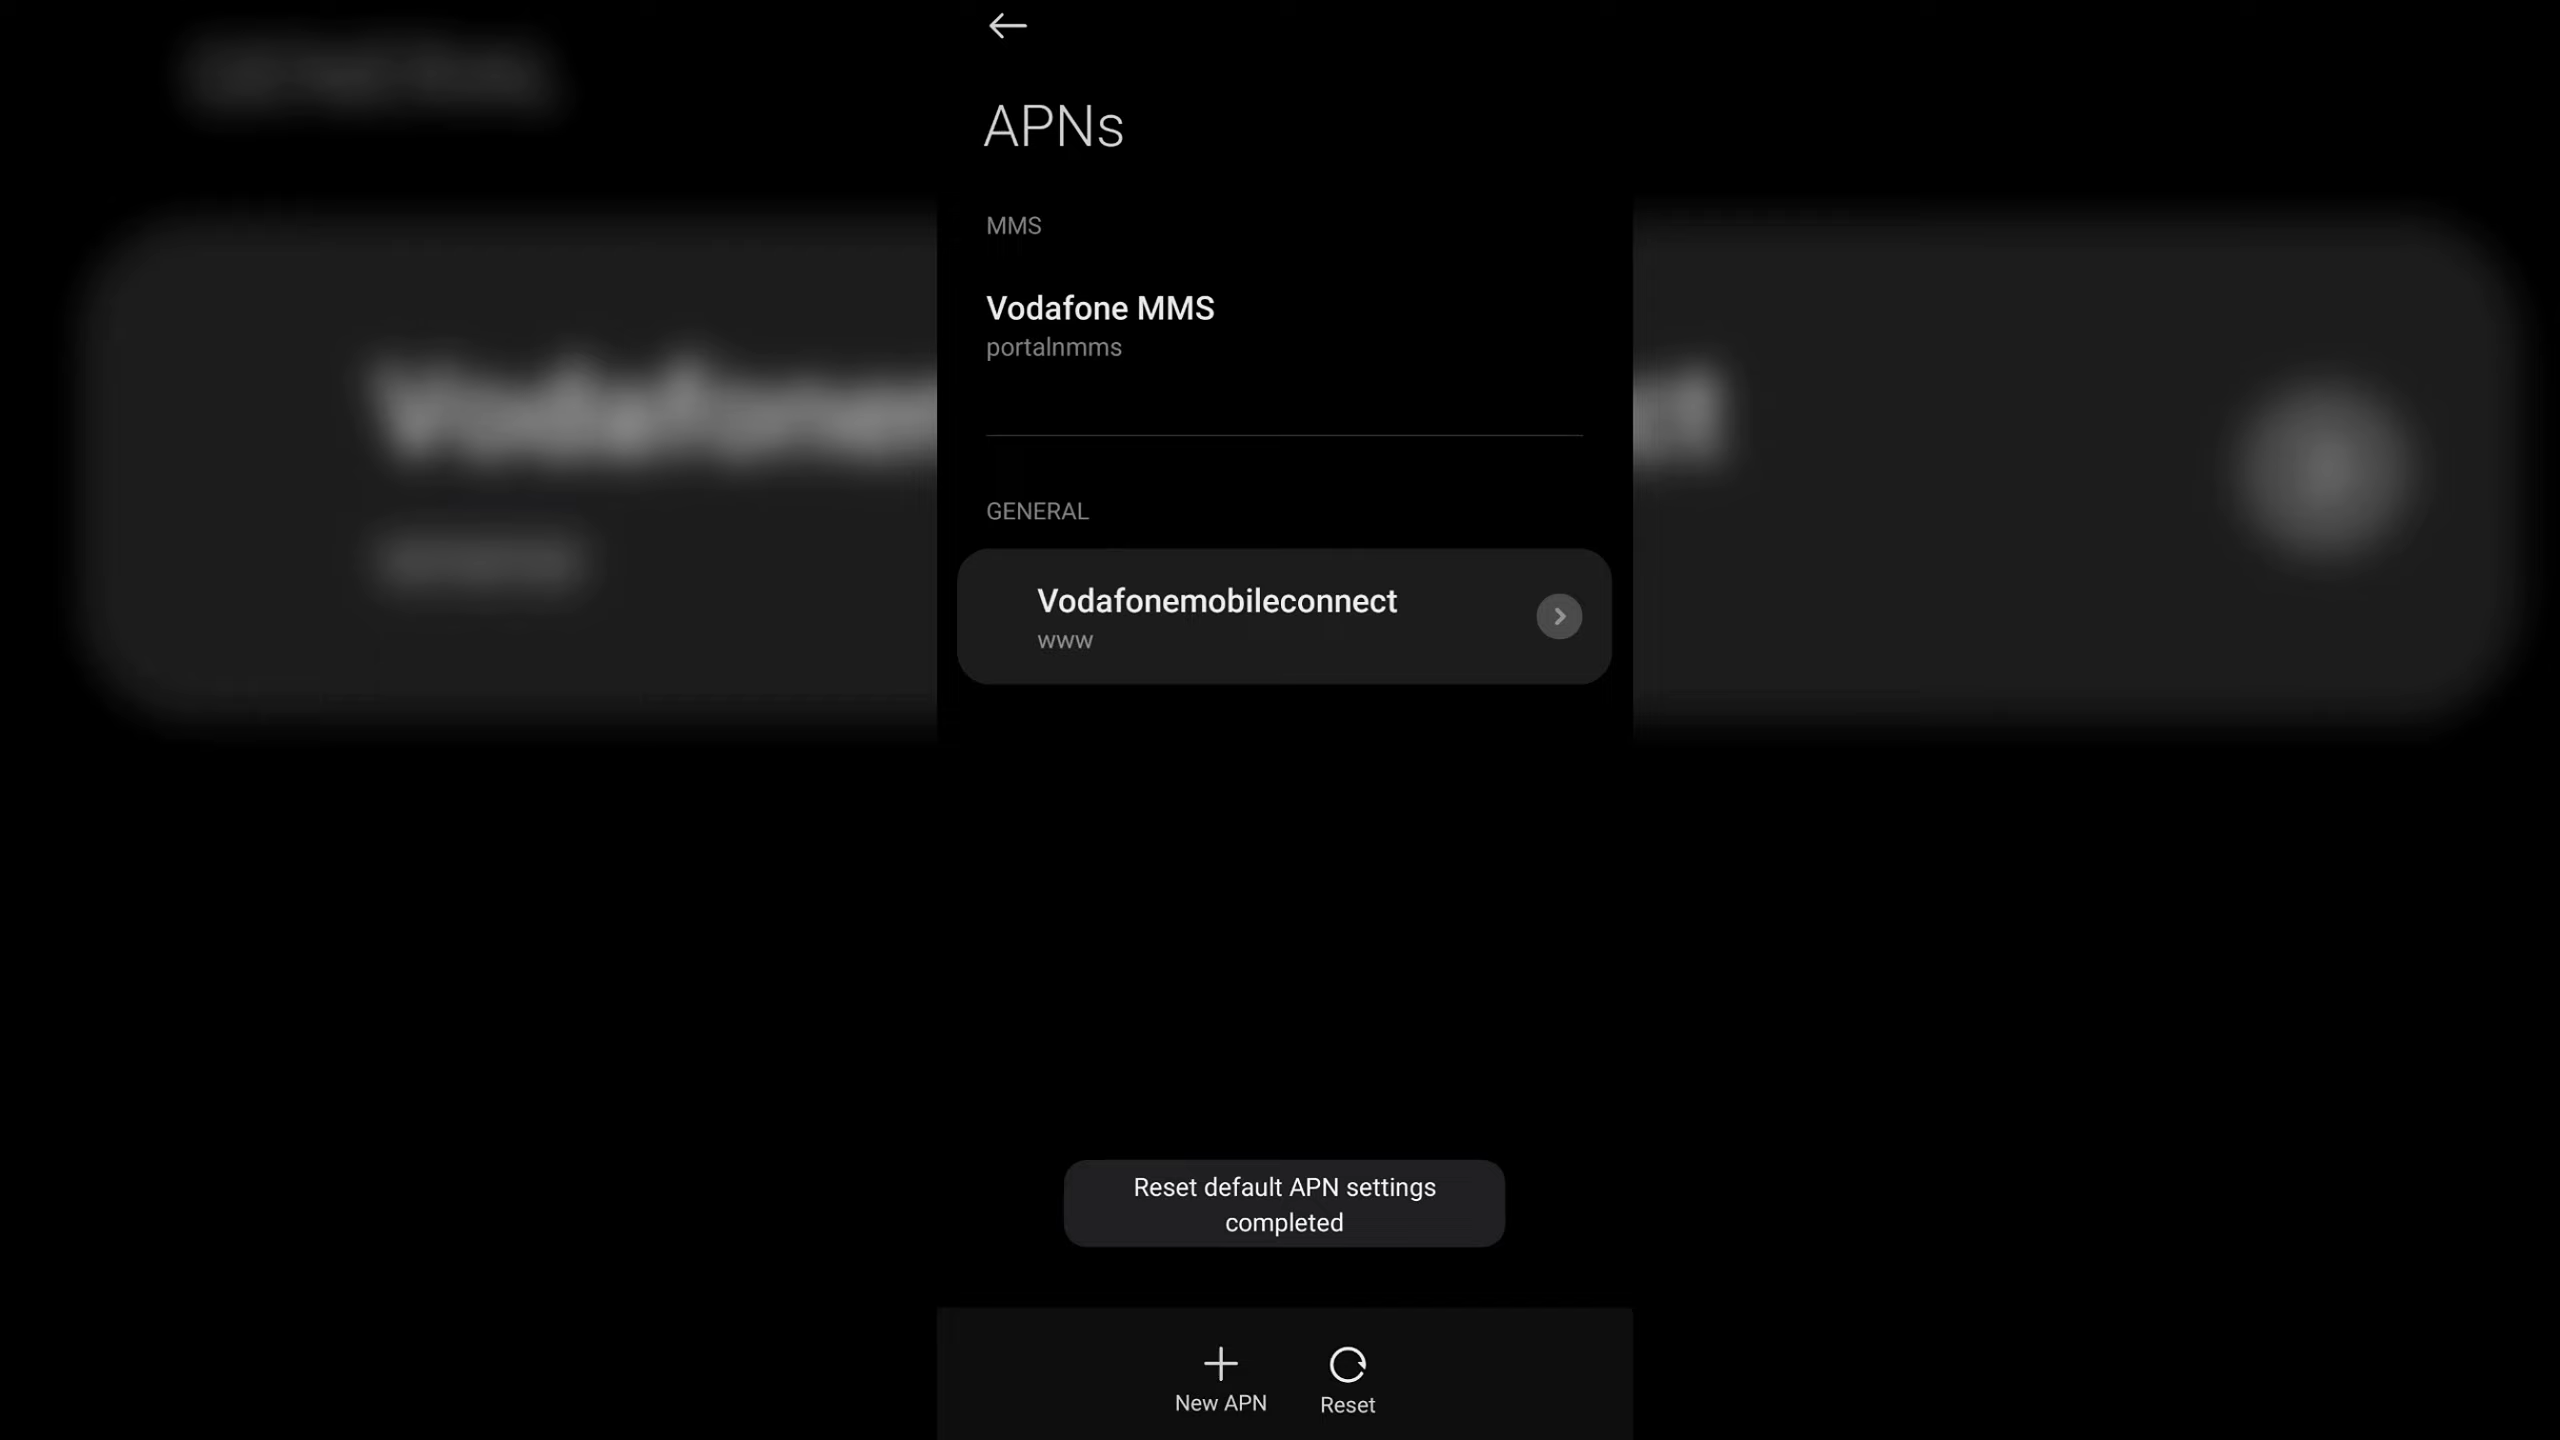 APNs
MMS
Vodafone MMS
portalnmms
GENERAL
Vodafonemobileconnect
www
Reset default APN settings
completed
New APN
Reset